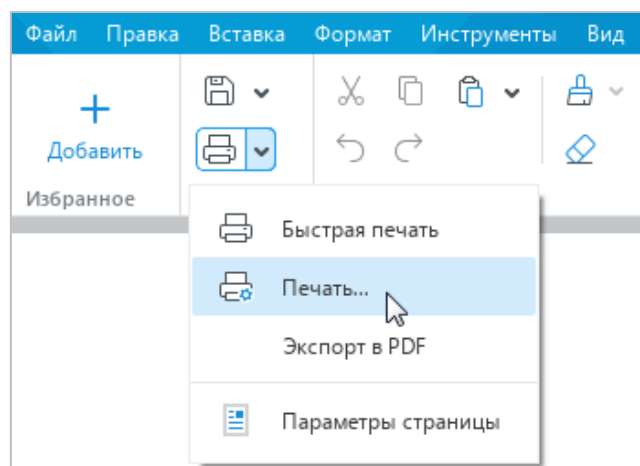 Файл Правка Вставка Формат Инструменты Вид
Добавить
Избранное
Быстрая печать
Печать...
Экспорт в PDF
Параметры страницы